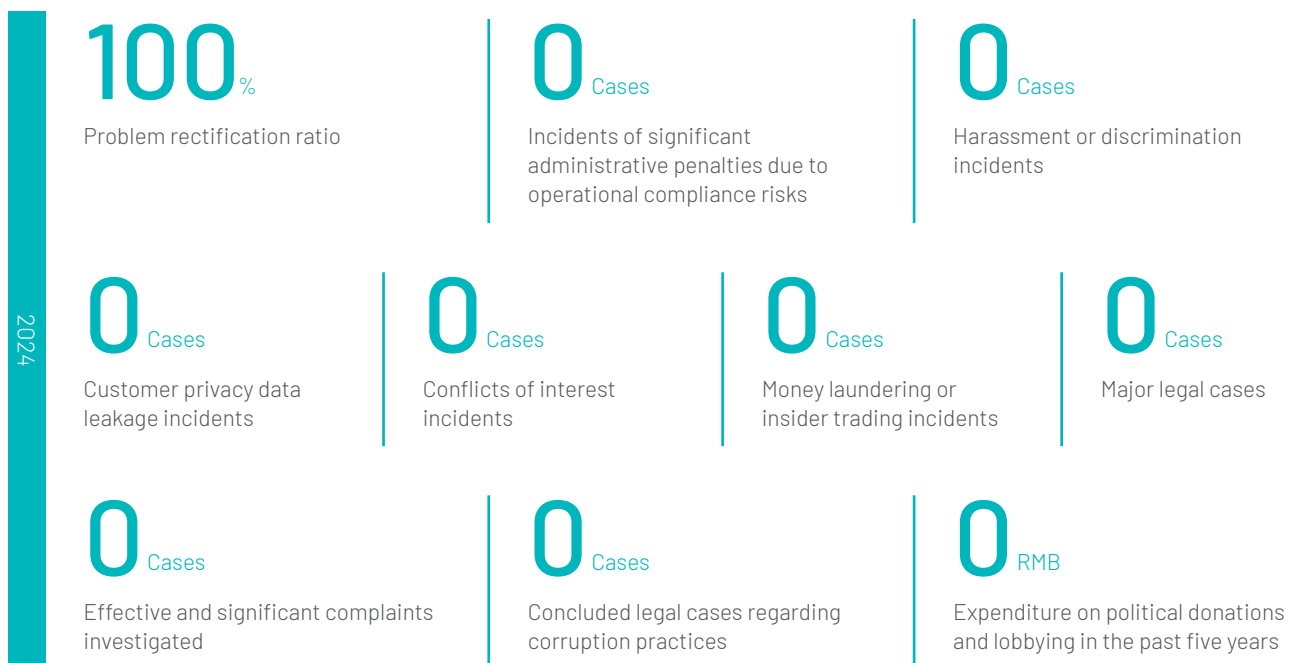 2024
100%
Problem rectification ratio
0 Cases
Incidents of significant
administrative penalties due to
operational compliance risks
0 Cases
Harassment or discrimination
incidents
0 Cases
Customer privacy data
leakage incidents
0 Cases
Conflicts of interest
incidents
0 Cases
Money laundering or
insider trading incidents
0 Cases
Major legal cases
0 Cases
Effective and significant complaints
investigated
0 Cases
Concluded legal cases regarding
corruption practices
0 RMB
Expenditure on political donations
and lobbying in the past five years